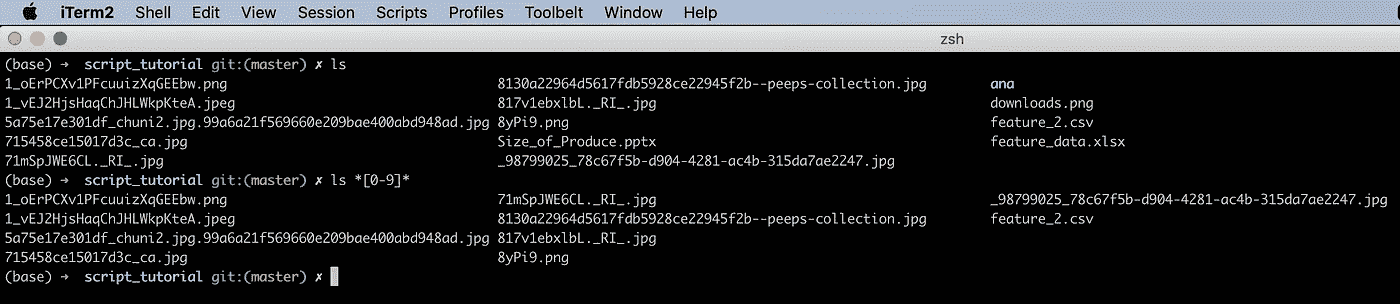 iTerm2 Shell Edit View Session Scripts Profiles Toolbelt Window Help
zsh
(base) → script_tutorial git:(master) ✗ ls
1_oErPCXv1PFcuuizXqGEEbw.png 8130a22964d5617fdb5928ce22945f2b--peeps-collection.jpg ana
1_vEJ2HjsHaqChJHLWkpKteA.jpeg 817v1ebxlbL._RI_.jpg downloads.png
5a75e17e301df_chuni2.jpg.99a6a21f569660e209bae400abd948ad.jpg 8yPi9.png feature_2.csv
715458ce15017d3c_ca.jpg Size_of_Produce.pptx feature_data.xlsx
71mSpJWE6CL._RI_.jpg _98799025_78c67f5b-d904-4281-ac4b-315da7ae2247.jpg
(base) → script_tutorial git:(master) ✗ ls *[0-9]*
1_oErPCXv1PFcuuizXqGEEbw.png 71mSpJWE6CL._RI_.jpg _98799025_78c67f5b-d904-4281-ac4b-315da7ae2247.jpg
1_vEJ2HjsHaqChJHLWkpKteA.jpeg 8130a22964d5617fdb5928ce22945f2b--peeps-collection.jpg feature_2.csv
5a75e17e301df_chuni2.jpg.99a6a21f569660e209bae400abd948ad.jpg 817v1ebxlbL._RI_.jpg
715458ce15017d3c_ca.jpg 8yPi9.png
(base) → script_tutorial git:(master) ✗